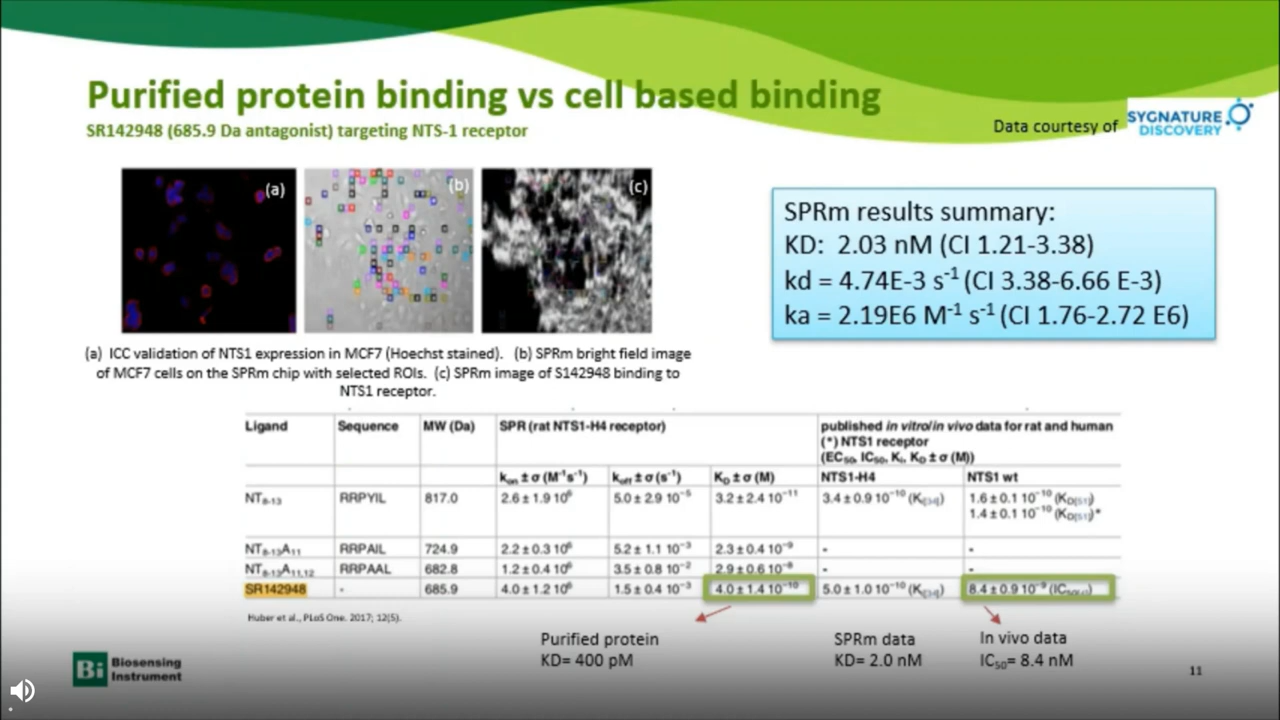 Purified protein binding vs cell based binding
SR142948 (685.9 Da antagonist) targeting NTS-1 receptor
Data courtesy of SYGNATURE DISCOVERY
(a)
(b)
(c)
SPRm results summary:
KD: 2.03 nM (CI 1.21-3.38)
kd = 4.74E-3 s⁻¹ (CI 3.38-6.66 E-3)
ka = 2.19E6 M⁻¹ s⁻¹ (CI 1.76-2.72 E6)
(a) ICC validation of NTS1 expression in MCF7 (Hoechst stained). (b) SPRm bright field image
of MCF7 cells on the SPRm chip with selected ROIs. (c) SPRm image of S142948 binding to
NTS1 receptor.
Ligand Sequence MW (Da) SPR (rat NTS1-H4 receptor) published in vitro/in vivo data for rat and human
(*) NTS1 receptor
(EC₅₀, IC₅₀, Kᵢ, K_D ± σ (M))
k_on ± σ (M⁻¹s⁻¹) k_off ± σ (s⁻¹) K_D ± σ (M) NTS1-H4 NTS1 wt
NT₈₋₁₃ RRPYIL 817.0 2.6 ± 1.9 10⁶ 5.0 ± 2.9 10⁻⁵ 3.2 ± 2.4 10⁻¹¹ 3.4 ± 0.9 10⁻¹⁰ 1.6 ± 0.1 10⁻¹⁰
1.4 ± 0.1 10⁻¹⁰
NT₈₋₁₃A₁₁ RRPAIL 724.9 2.2 ± 0.3 10⁶ 5.2 ± 1.1 10⁻³ 2.3 ± 0.4 10⁻⁹ - -
NT₈₋₁₃A₁₁,₁₂ RRPAAL 682.8 1.2 ± 0.4 10⁶ 3.5 ± 0.8 10⁻² 2.9 ± 0.6 10⁻⁸ - -
SR142948 - 685.9 4.0 ± 1.2 10⁶ 1.5 ± 0.4 10⁻³ 4.0 ± 1.4 10⁻¹⁰ 5.0 ± 1.0 10⁻¹⁰ 8.4 ± 0.9 10⁻⁹
Huber et al., PLoS One. 2017; 12(5).
Purified protein
KD= 400 pM
SPRm data
KD= 2.0 nM
In vivo data
IC₅₀= 8.4 nM
Bi Biosensing
Instrument
11